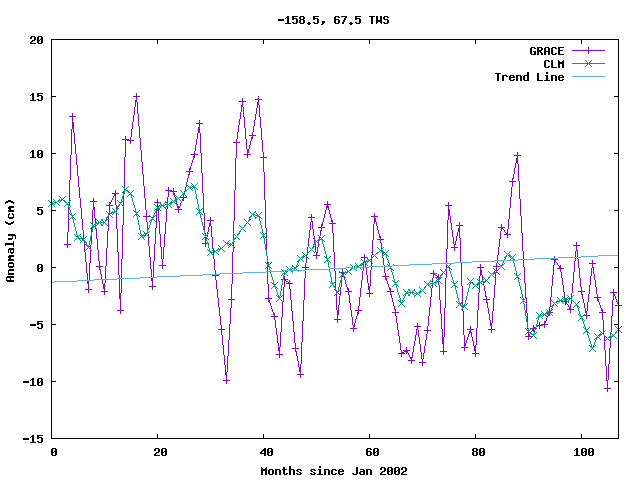 -158.5, 67.5 TWS
GRACE
CLM
Trend Line
20
15
10
5
0
-5
-10
-15
Anomaly (cm)
0 20 40 60 80 100
Months since Jan 2002